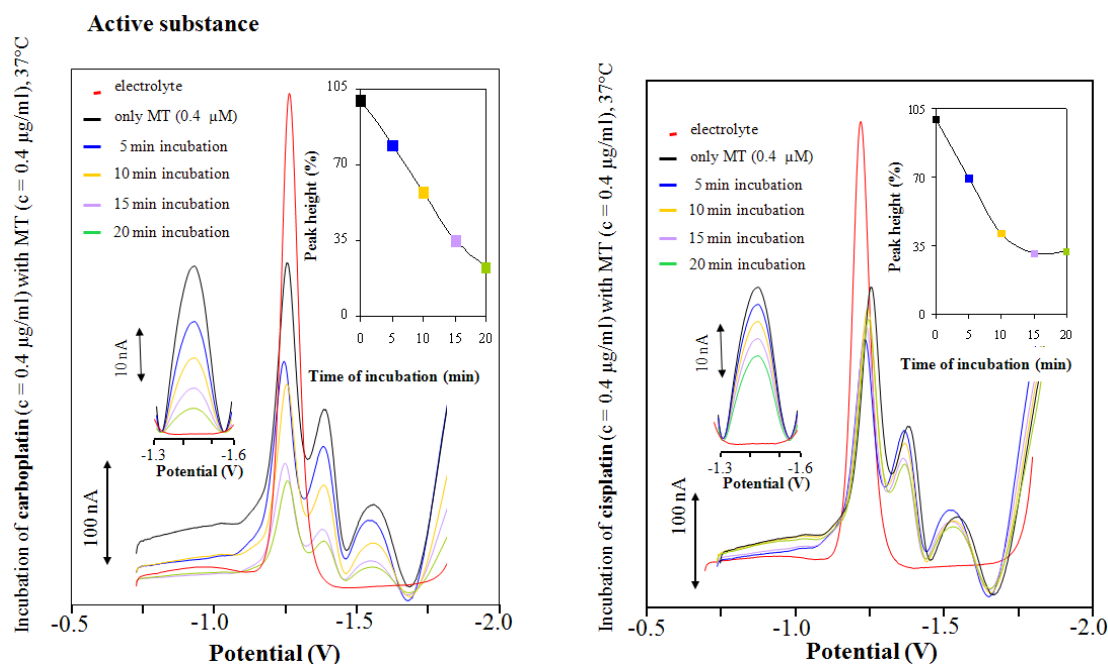 Active substance
Incubation of carboplatin (c = 0.4 µg/ml) with MT (c = 0.4 µg/ml), 37°C
electrolyte
only MT (0.4 µM)
5 min incubation
10 min incubation
15 min incubation
20 min incubation
Peak height (%)
105
70
35
0
0 5 10 15 20
Time of incubation (min)
10 nA
-1.3 -1.6
Potential (V)
100 nA
-0.5 -1.0 -1.5 -2.0
Potential (V)
Incubation of cisplatin (c = 0.4 µg/ml) with MT (c = 0.4 µg/ml), 37°C
electrolyte
only MT (0.4 µM)
5 min incubation
10 min incubation
15 min incubation
20 min incubation
Peak height (%)
105
70
35
0
0 5 10 15 20
Time of incubation (min)
10 nA
-1.3 -1.6
Potential (V)
100 nA
-0.5 -1.0 -1.5 -2.0
Potential (V)